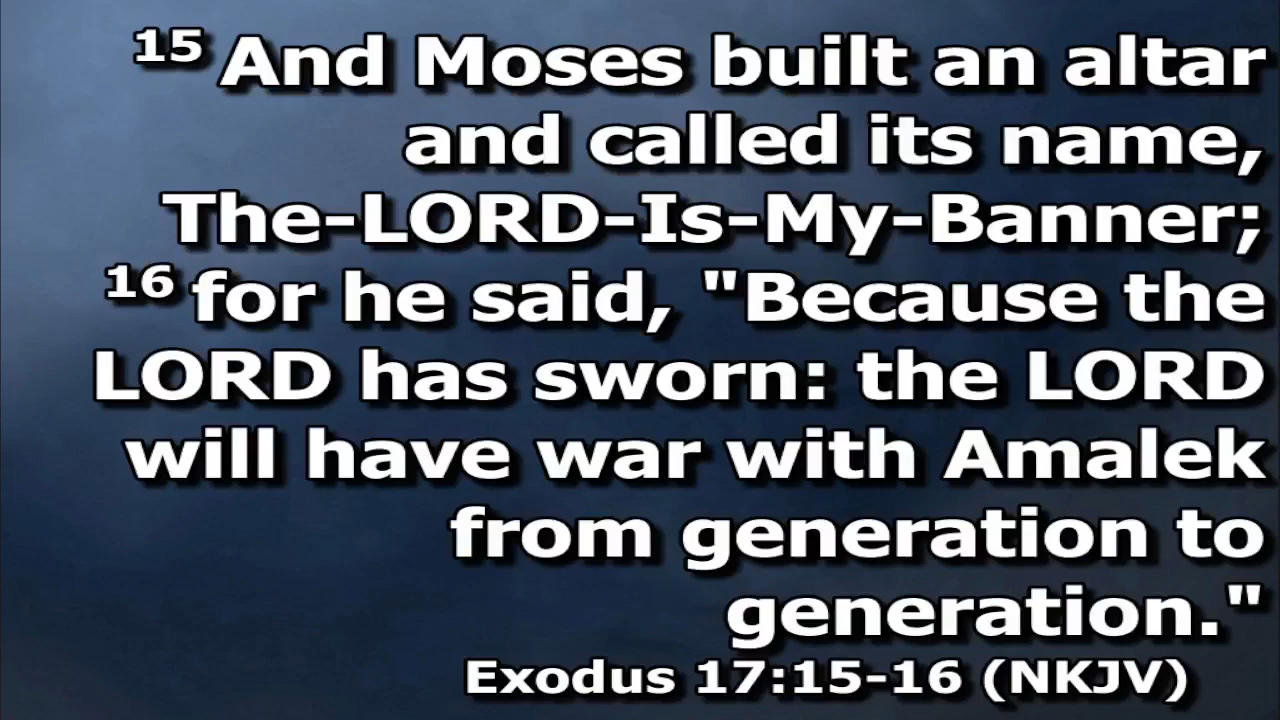 15 And Moses built an altar
and called its name,
The-LORD-Is-My-Banner;
16 for he said, "Because the
LORD has sworn: the LORD
will have war with Amalek
from generation to
generation."
Exodus 17:15-16 (NKJV)